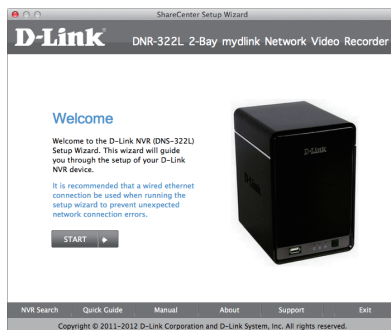 ShareCenter Setup Wizard
D-Link
DNR-322L 2-Bay mydlink Network Video Recorder
Welcome
Welcome to the D-Link NVR (DNS-322L)
Setup Wizard. This wizard will guide
you through the setup of your D-Link
NVR device.
It is recommended that a wired ethernet
connection be used when running the
setup wizard to prevent unexpected
network connection errors.
START
D-Link
D-Link
NVR Search Quick Guide Manual About Support Exit
Copyright © 2011-2012 D-Link Corporation and D-Link System, Inc. All rights reserved.